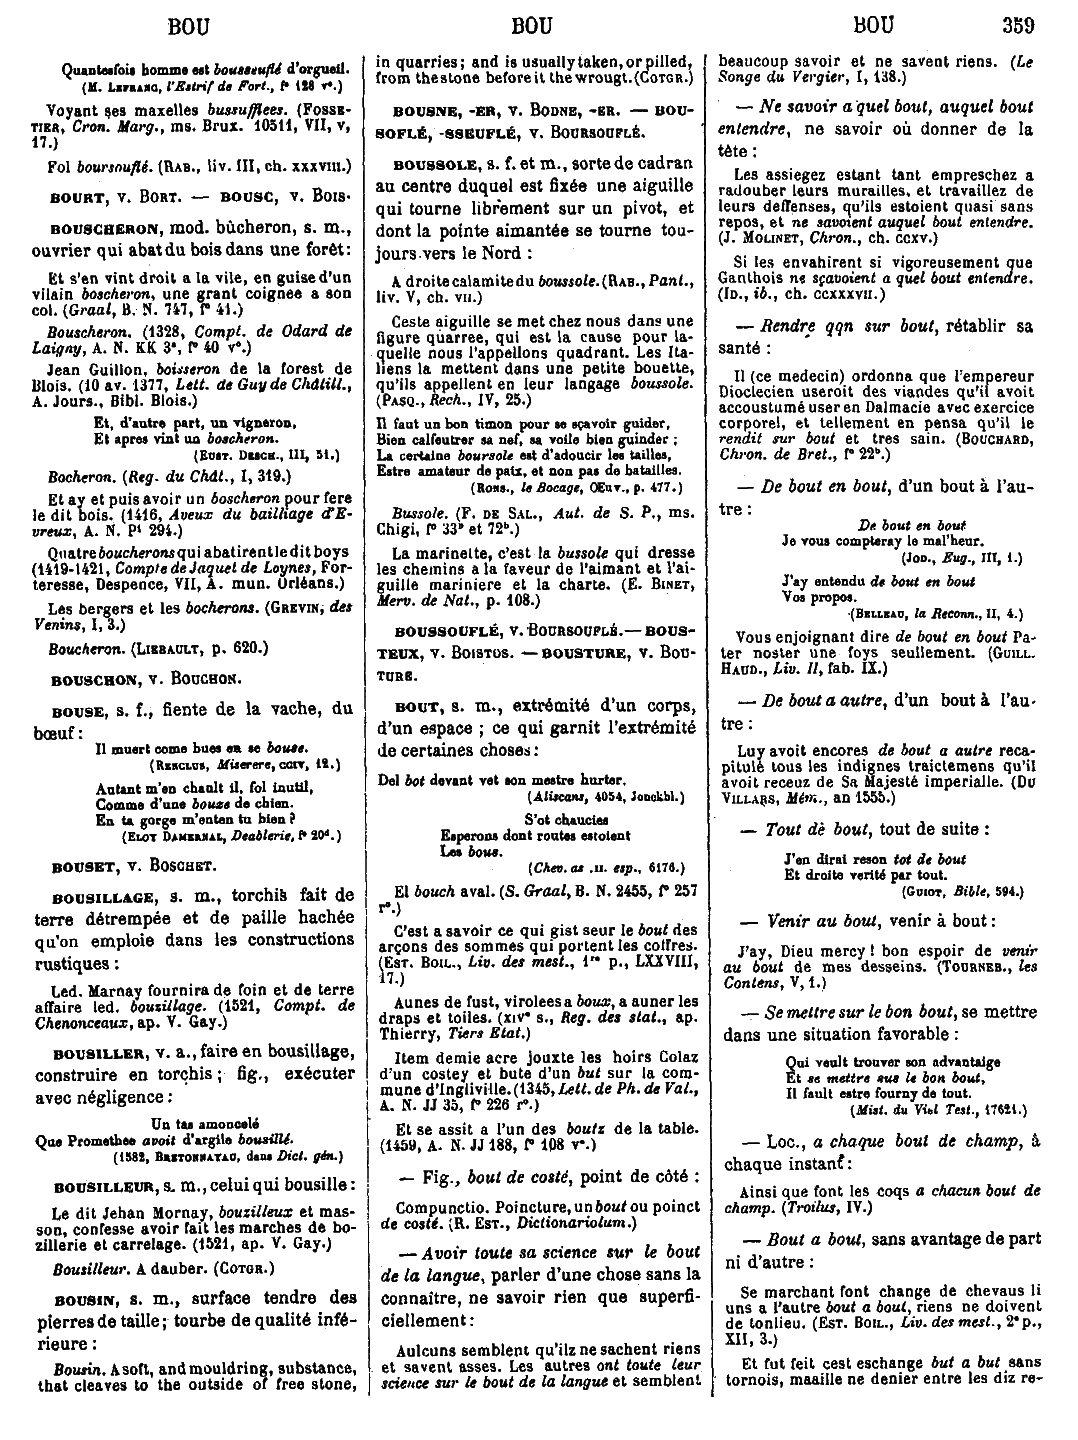 BOU
BOU
BOU
359
Quantesfois homme est bousseuflé d'orgueil.
(M. LEFRANC, l'Estrif de Fort., f° 128 v°.)
Voyant ses maxelles bussufflees. (FOSSE-
TIER, Cron. Marg., ms. Brux. 10511, VII, v,
17.)
Fol boursouflé. (RAB., liv. III, ch. XXXVIII.)
BOURT, v. BORT. — BOUSC, v. BOIS.
BOUSCHERON, mod. bûcheron, s. m.,
ouvrier qui abat du bois dans une forêt :
Et s'en vint droit a la vile, en guise d'un
vilain boscheron, une grant coignee a son
col. (Graal, B. N. 747, f° 41.)
Bouscheron. (1328, Compt. de Odard de
Laigny, A. N. KK 3ª, f° 40 v°.)
Jean Guillon, boisseron de la forest de
Blois. (10 av. 1377, Lett. de Guy de Châtill.,
A. Jours., Bibl. Blois.)
Et, d'autre part, un vigneron,
Et apres vint un boscheron.
(EUST. DESCH., III, 51.)
Bocheron. (Reg. du Chât., I, 319.)
Et ay et puis avoir un boscheron pour fere
le dit bois. (1416, Aveux du bailliage d'E-
vreux, A. N. P¹ 294.)
Quatre boucherons qui abatirent le dit boys
(1419-1421, Compte de Jaquet de Loynes, For-
teresse, Despence, VII, A. mun. Orléans.)
Les bergers et les bocherons. (GREVIN, des
Venins, I, 3.)
Boucheron. (LIEBAULT, p. 620.)
BOUSCHON, v. BOUCHON.
BOUSE, s. f., fiente de la vache, du
bœuf :
Il muert come bues en se bouse.
(RENCLUS, Miserere, CCIV, 12.)
Autant m'en chault il, fol inutil,
Comme d'une bouse de chien.
En ta gorge m'enten tu bien ?
(ELOY DAMERNAL, Deablerie, f° 20ᵈ.)
BOUSET, v. BOSCHET.
BOUSILLAGE, s. m., torchis fait de
terre détrempée et de paille hachée
qu'on emploie dans les constructions
rustiques :
Led. Marnay fournira de foin et de terre
affaire led. bousillage. (1521, Compt. de
Chenonceaux, ap. V. Gay.)
BOUSILLER, v. a., faire en bousillage,
construire en torchis ; fig., exécuter
avec négligence :
Un tas amoncelé
Que Promethee avoit d'argile bousillé.
(1582, BRETONNAYAU, dans Dict. gén.)
BOUSILLEUR, s. m., celui qui bousille :
Le dit Jehan Mornay, bouzilleux et mas-
son, confesse avoir fait les marches de bo-
zillerie et carrelage. (1521, ap. V. Gay.)
Bousilleur. A dauber. (COTGR.)
BOUSIN, s. m., surface tendre des
pierres de taille ; tourbe de qualité infé-
rieure :
Bousin. A soft, and mouldring, substance,
that cleaves to the outside of free stone,
in quarries; and is usually taken, or pilled,
from the stone before it the wrougt. (COTGR.)
BOUSNE, -ER, v. BODNE, -ER. — BOU-
SOFLÉ, -SSEUFLÉ, v. BOURSOUFLÉ.
BOUSSOLE, s. f. et m., sorte de cadran
au centre duquel est fixée une aiguille
qui tourne librement sur un pivot, et
dont la pointe aimantée se tourne tou-
jours vers le Nord :
A droite calamite du boussole. (RAB., Pant.,
liv. V, ch. VII.)
Ceste aiguille se met chez nous dans une
figure quarree, qui est la cause pour la-
quelle nous l'appellons quadrant. Les Ita-
liens la mettent dans une petite bouette,
qu'ils appellent en leur langage boussole.
(PASQ., Rech., IV, 25.)
Il faut un bon timon pour se sçavoir guider,
Bien calfeutrer sa nef, sa voile bien guinder ;
La certaine boursole est d'adoucir les tailles,
Estre amateur de paix, et non pas de batailles.
(RONS., le Bocage, Œuv., p. 477.)
Bussole. (F. DE SAL., Aut. de S. P., ms.
Chigi, f° 33ᵇ et 72ᵇ.)
La marinette, c'est la bussole qui dresse
les chemins a la faveur de l'aimant et l'ai-
guille mariniere et la charte. (E. BINET,
Merv. de Nat., p. 108.)
BOUSSOUFLÉ, v. BOURSOUFLÉ. — BOUS-
TEUX, v. BOISTOS. — BOUSTURE, v. BOU-
TURE.
BOUT, s. m., extrémité d'un corps,
d'un espace ; ce qui garnit l'extrémité
de certaines choses :
Del bot devant vet son mestre hurter.
(Aliscans, 4054, Jonckbl.)
S'ot chaucies
Esperons dont routes estoient
Les bous.
(Chev. as .II. esp., 6176.)
El bouch aval. (S. Graal, B. N. 2455, f° 257
r°.)
C'est a savoir ce qui gist seur le bout des
arçons des sommes qui portent les coffres.
(EST. BOIL., Liv. des mest., 1ʳᵉ p., LXXVIII,
17.)
Aunes de fust, virolees a boux, a auner les
draps et toiles. (XIVᵉ s., Reg. des stat., ap.
Thierry, Tiers Etat.)
Item demie acre jouxte les hoirs Colaz
d'un costey et bute d'un but sur la com-
mune d'Ingliville. (1345, Lett. de Ph. de Val.,
A. N. JJ 35, f° 226 r°.)
Et se assit a l'un des boutz de la table.
(1459, A. N. JJ 188, f° 108 v°.)
— Fig., bout de costé, point de côté :
Compunctio. Poincture, un bout ou poinct
de costé. (R. EST., Dictionariolum.)
— Avoir toute sa science sur le bout
de la langue, parler d'une chose sans la
connaître, ne savoir rien que superfi-
ciellement :
Aulcuns semblent qu'ilz ne sachent riens
et savent asses. Les autres ont toute leur
science sur le bout de la langue et semblent
beaucoup savoir et ne savent riens. (Le
Songe du Vergier, I, 138.)
— Ne savoir a quel bout, auquel bout
entendre, ne savoir où donner de la
tête :
Les assiegez estant tant empreschez a
radouber leurs murailles, et travaillez de
leurs deffenses, qu'ils estoient quasi sans
repos, et ne savoient auquel bout entendre.
(J. MOLINET, Chron., ch. CCXV.)
Si les envahirent si vigoreusement que
Ganthois ne sçavoient a quel bout entendre.
(ID., ib., ch. CCXXXVII.)
— Rendre qqn sur bout, rétablir sa
santé :
Il (ce medecin) ordonna que l'empereur
Dioclecien useroit des viandes qu'il avoit
accoustumé user en Dalmacie avec exercice
corporel, et tellement en pensa qu'il le
rendit sur bout et tres sain. (BOUCHARD,
Chron. de Bret., f° 22ᵇ.)
— De bout en bout, d'un bout à l'au-
tre :
De bout en bout
Je vous compteray le mal'heur.
(JOD., Eug., III, 1.)
J'ay entendu de bout en bout
Vos propos.
(BELLEAU, la Reconn., II, 4.)
Vous enjoignant dire de bout en bout Pa-
ter noster une foys seullement. (GUILL.
HAUD., Liv. II, fab. IX.)
— De bout a autre, d'un bout à l'au-
tre :
Luy avoit encores de bout a autre reca-
pitulé tous les indignes traictemens qu'il
avoit receuz de Sa Majesté imperialle. (DU
VILLARS, Mém., an 1555.)
— Tout dè bout, tout de suite :
J'en dirai reson tot de bout
Et droite verité par tout.
(GUIOT, Bible, 594.)
— Venir au bout, venir à bout :
J'ay, Dieu mercy ! bon espoir de venir
au bout de mes desseins. (TOURNEB., les
Contens, V, 1.)
— Se mettre sur le bon bout, se mettre
dans une situation favorable :
Qui veult trouver son advantaige
Et se mettre sus le bon bout,
Il fault estre fourny de tout.
(Mist. du Viel Test., 17621.)
— Loc., a chaque bout de champ, à
chaque instant :
Ainsi que font les coqs a chacun bout de
champ. (Troilus, IV.)
— Bout a bout, sans avantage de part
ni d'autre :
Se marchant font change de chevaus li
uns a l'autre bout a bout, riens ne doivent
de tonlieu. (EST. BOIL., Liv. des mest., 2ᵉ p.,
XII, 3.)
Et fut feit cest eschange but a but sans
tornois, maaille ne denier entre les diz re-